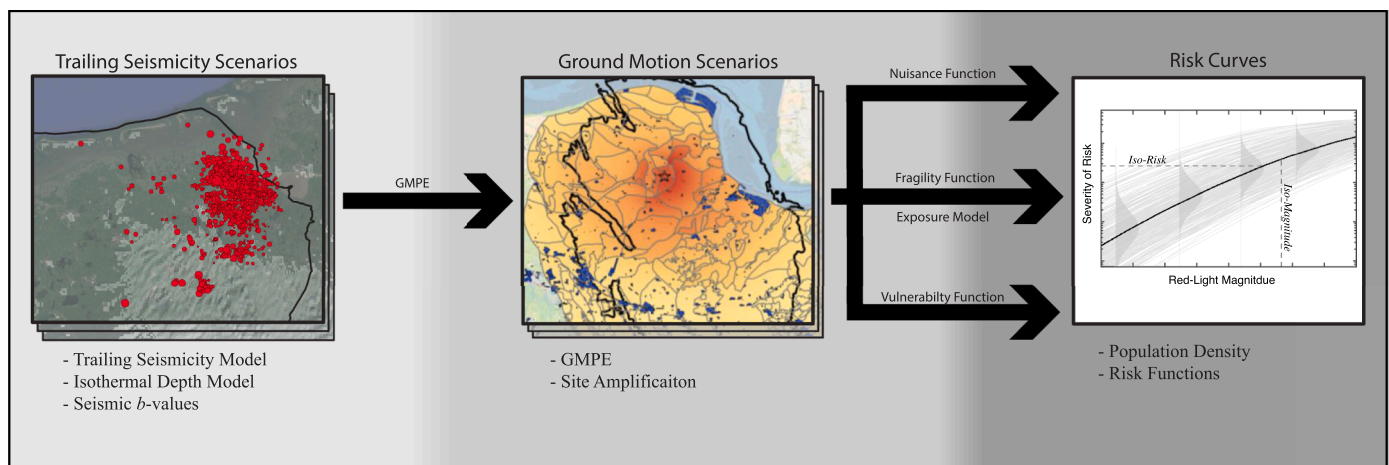 Trailing Seismicity Scenarios
- Trailing Seismicity Model
- Isothermal Depth Model
- Seismic b-values
GMPE
Ground Motion Scenarios
- GMPE
- Site Amplificaiton
Nuisance Function
Fragility Function
Exposure Model
Vulnerabilty Function
Risk Curves
Severity of Risk
Iso-Risk
Iso-Magnitude
Red-Light Magnitdue
- Population Density
- Risk Functions